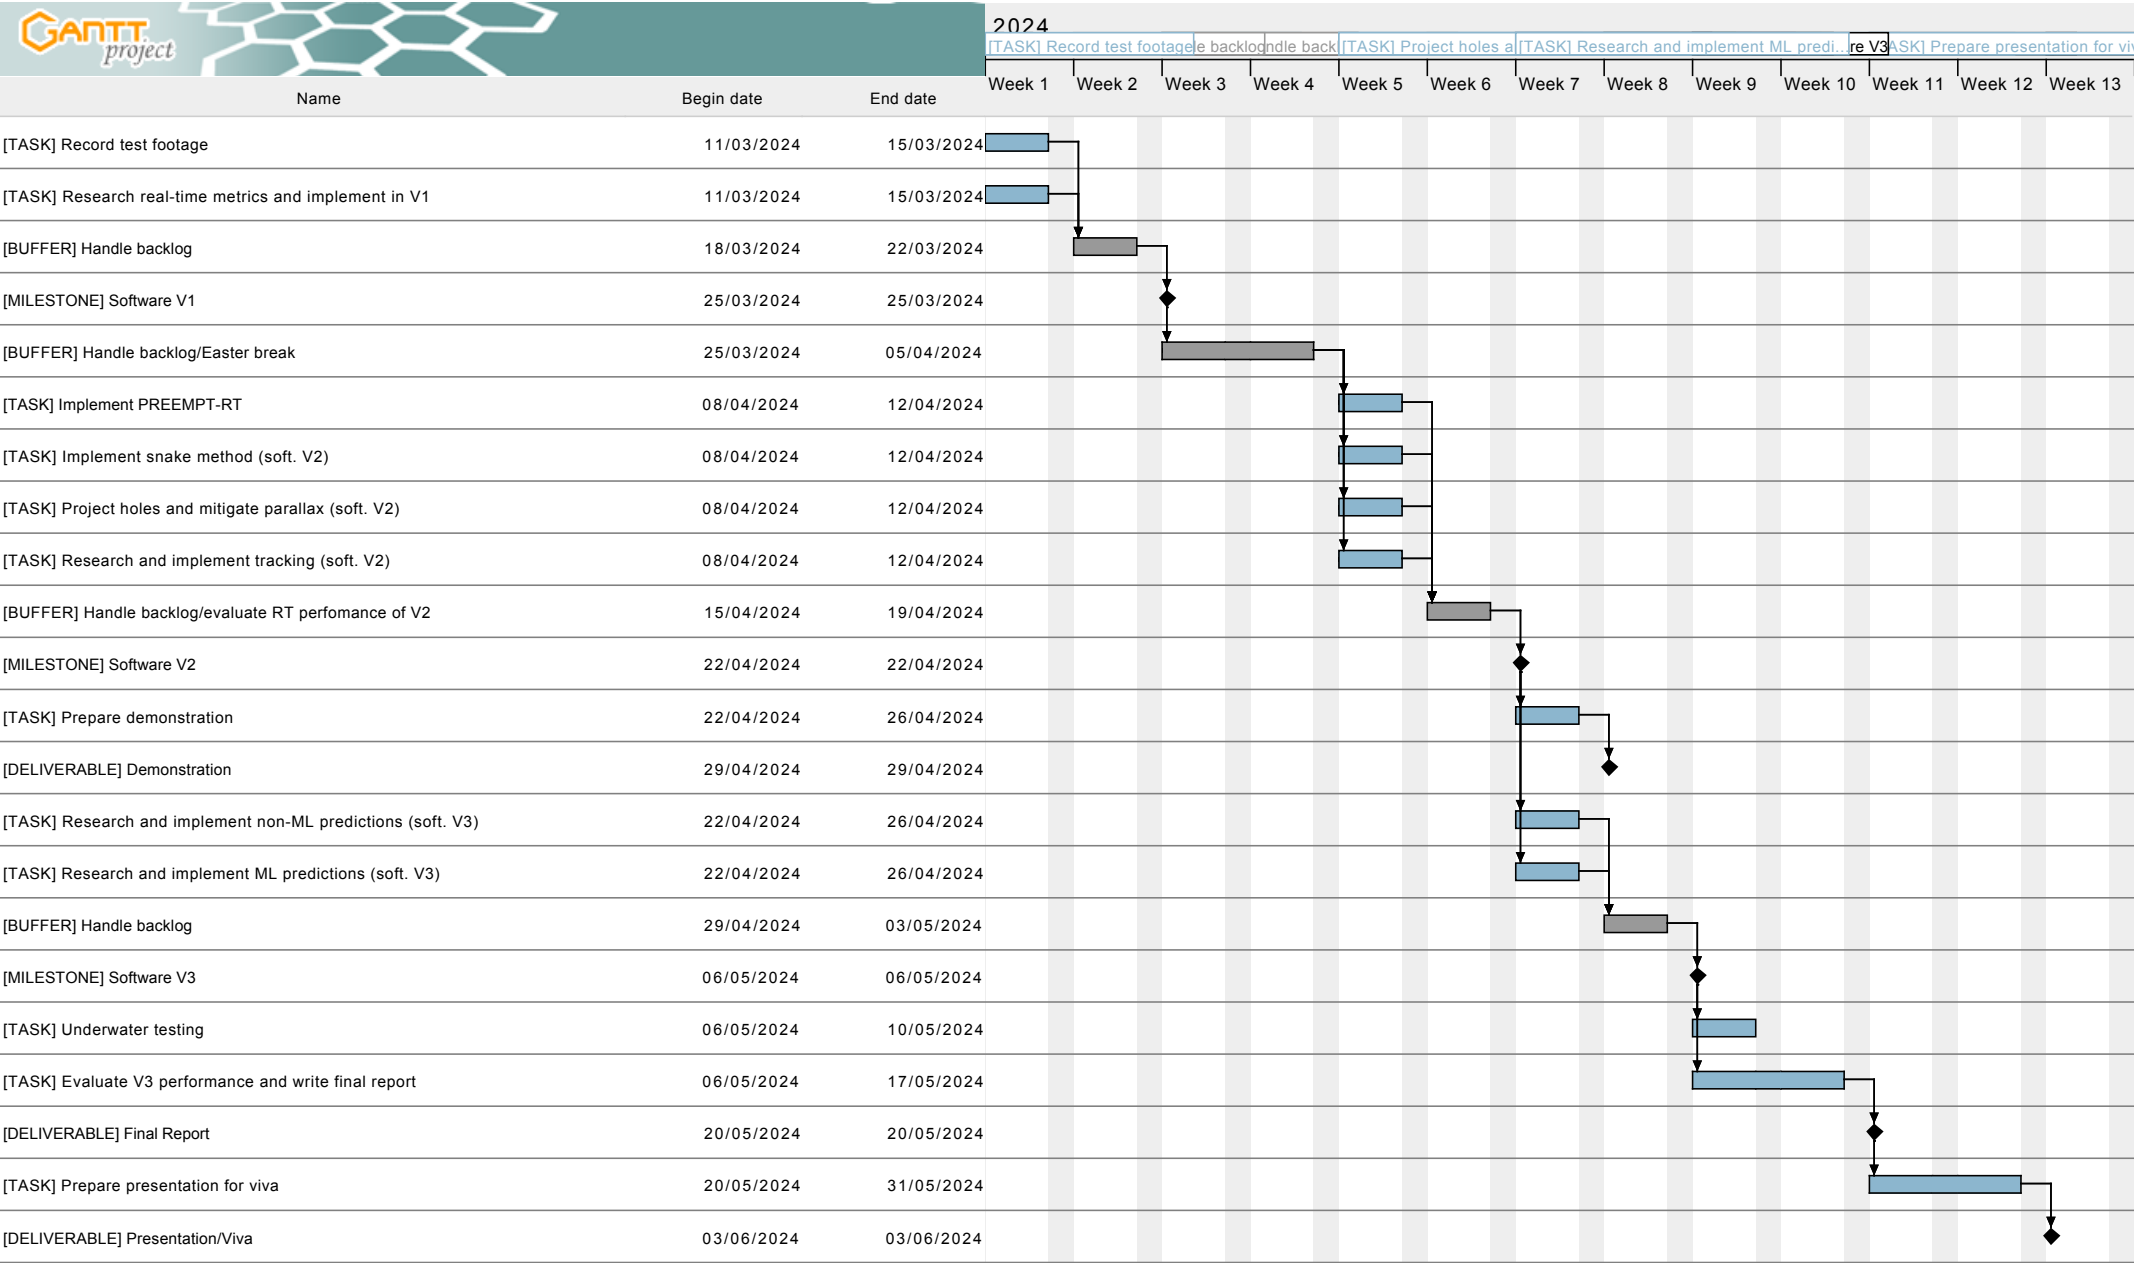 GANTT
project
2024
[TASK] Record test footage le backlog ndle back [TASK] Project holes a [TASK] Research and implement ML predi... re V3 ASK] Prepare presentation for viv
Name Begin date End date Week 1 Week 2 Week 3 Week 4 Week 5 Week 6 Week 7 Week 8 Week 9 Week 10 Week 11 Week 12 Week 13
[TASK] Record test footage 11/03/2024 15/03/2024
[TASK] Research real-time metrics and implement in V1 11/03/2024 15/03/2024
[BUFFER] Handle backlog 18/03/2024 22/03/2024
[MILESTONE] Software V1 25/03/2024 25/03/2024
[BUFFER] Handle backlog/Easter break 25/03/2024 05/04/2024
[TASK] Implement PREEMPT-RT 08/04/2024 12/04/2024
[TASK] Implement snake method (soft. V2) 08/04/2024 12/04/2024
[TASK] Project holes and mitigate parallax (soft. V2) 08/04/2024 12/04/2024
[TASK] Research and implement tracking (soft. V2) 08/04/2024 12/04/2024
[BUFFER] Handle backlog/evaluate RT perfomance of V2 15/04/2024 19/04/2024
[MILESTONE] Software V2 22/04/2024 22/04/2024
[TASK] Prepare demonstration 22/04/2024 26/04/2024
[DELIVERABLE] Demonstration 29/04/2024 29/04/2024
[TASK] Research and implement non-ML predictions (soft. V3) 22/04/2024 26/04/2024
[TASK] Research and implement ML predictions (soft. V3) 22/04/2024 26/04/2024
[BUFFER] Handle backlog 29/04/2024 03/05/2024
[MILESTONE] Software V3 06/05/2024 06/05/2024
[TASK] Underwater testing 06/05/2024 10/05/2024
[TASK] Evaluate V3 performance and write final report 06/05/2024 17/05/2024
[DELIVERABLE] Final Report 20/05/2024 20/05/2024
[TASK] Prepare presentation for viva 20/05/2024 31/05/2024
[DELIVERABLE] Presentation/Viva 03/06/2024 03/06/2024